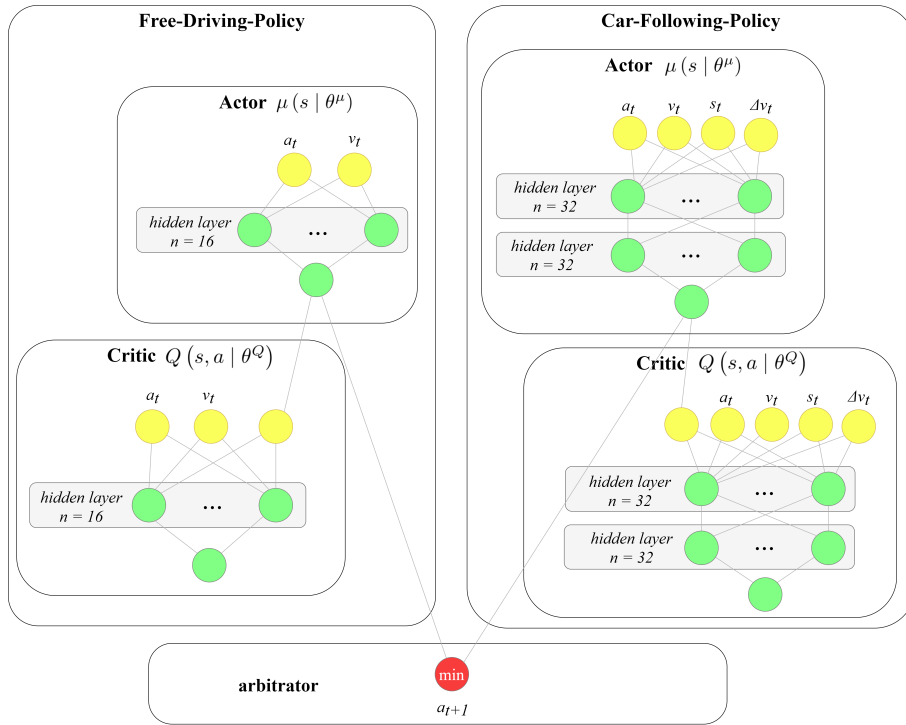 Free-Driving-Policy
Actor μ (s | θ^μ)
a_t v_t
hidden layer
n = 16
...
Critic Q (s, a | θ^Q)
a_t v_t
hidden layer
n = 16
...
Car-Following-Policy
Actor μ (s | θ^μ)
a_t v_t s_t Δv_t
hidden layer
n = 32
...
hidden layer
n = 32
...
Critic Q (s, a | θ^Q)
a_t v_t s_t Δv_t
hidden layer
n = 32
...
hidden layer
n = 32
...
arbitrator
min
a_{t+1}